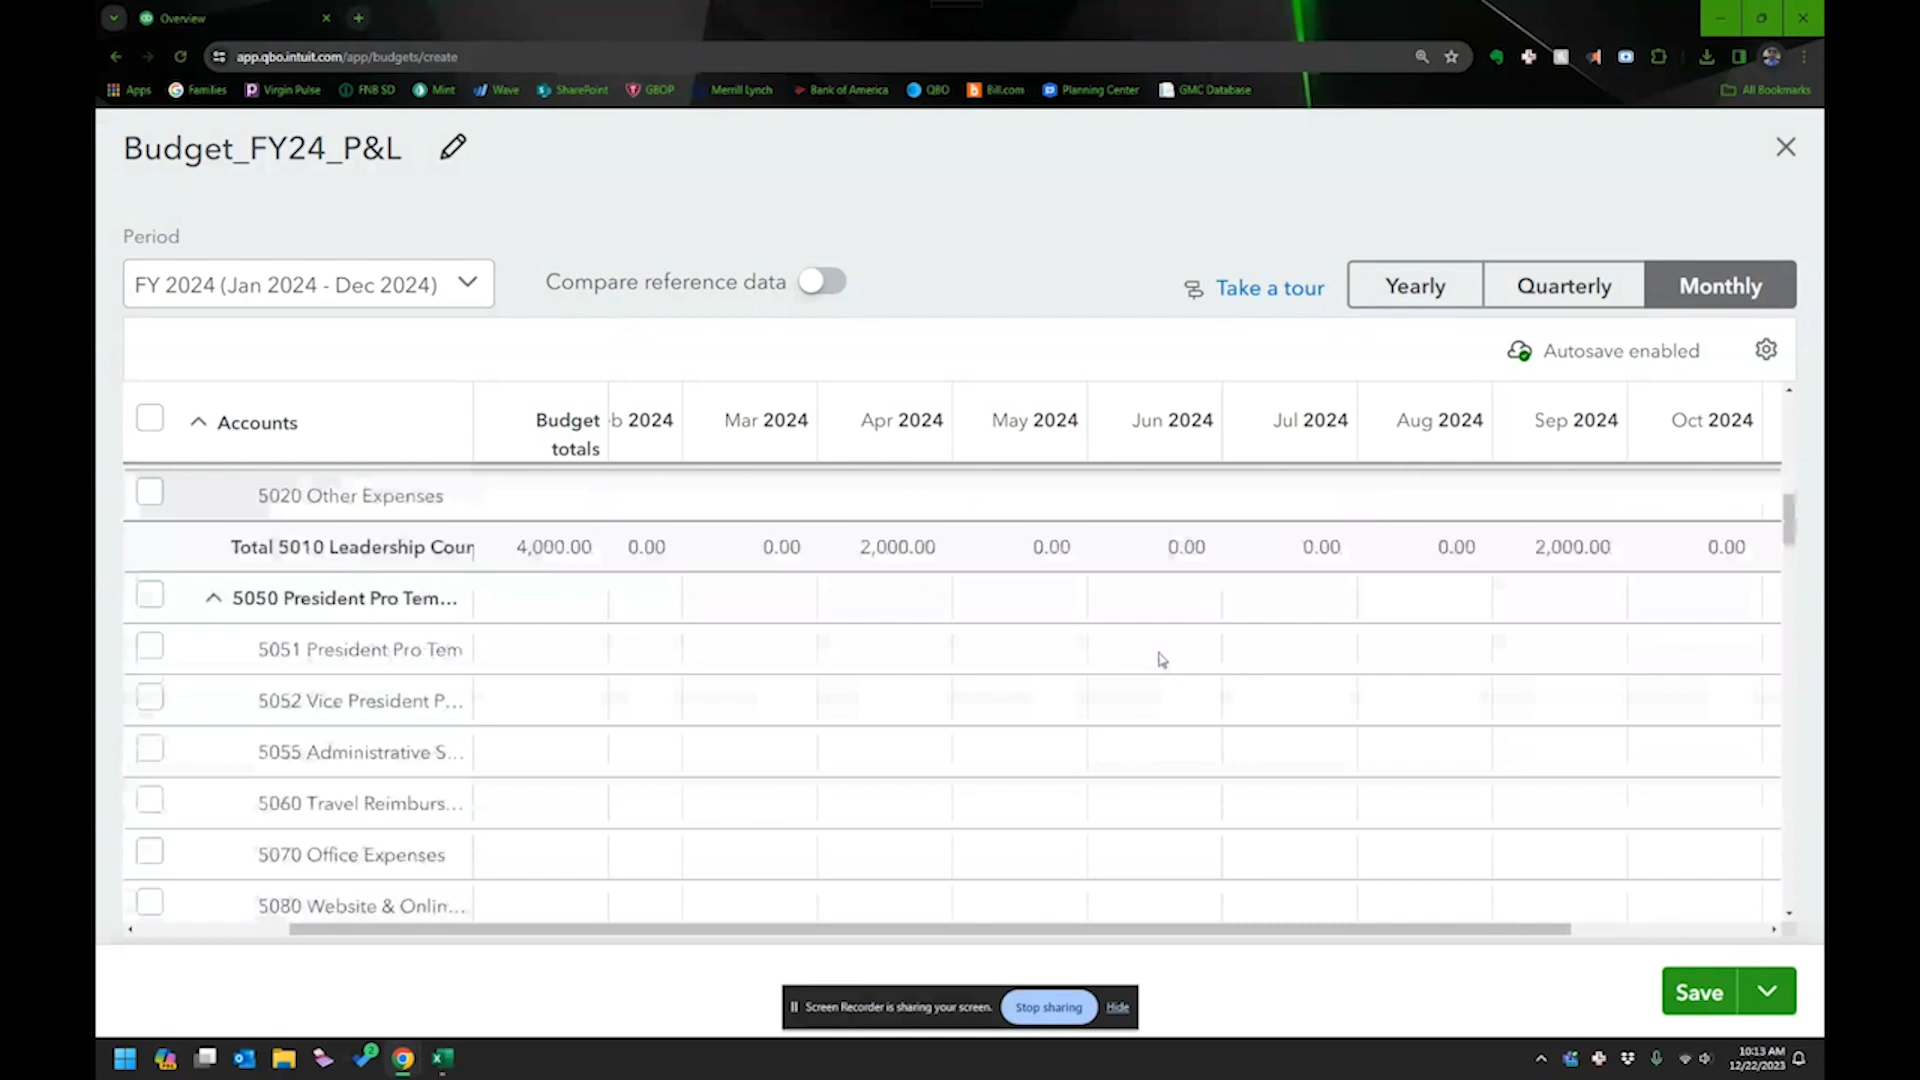 Overview
app.qbo.intuit.com/app/budgets/create
Apps Families Virgin Pulse FNB SD Mint Wave SharePoint GBOP Merrill Lynch Bank of America QBO Bill.com Planning Center GMC Database All Bookmarks
Budget_FY24_P&L
Period
FY 2024 (Jan 2024 - Dec 2024) Compare reference data Take a tour Yearly Quarterly Monthly
Autosave enabled
Accounts Budget totals b 2024 Mar 2024 Apr 2024 May 2024 Jun 2024 Jul 2024 Aug 2024 Sep 2024 Oct 2024
5020 Other Expenses
Total 5010 Leadership Cour 4,000.00 0.00 0.00 2,000.00 0.00 0.00 0.00 0.00 2,000.00 0.00
5050 President Pro Tem...
5051 President Pro Tem
5052 Vice President P...
5055 Administrative S...
5060 Travel Reimburs...
5070 Office Expenses
5080 Website & Onlin...
Save
Screen Recorder is sharing your screen. Stop sharing Hide
2
10:13 AM
12/22/2023